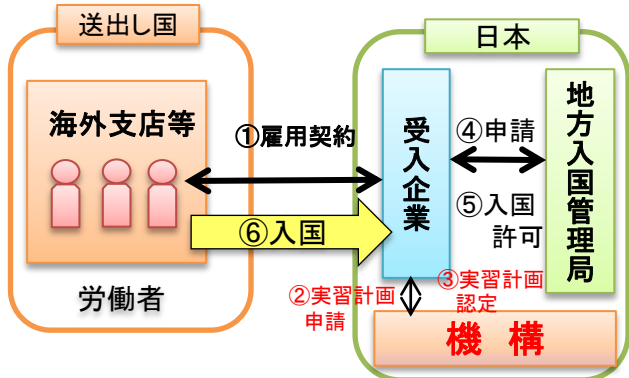 送出し国
日本
海外支店等
①雇用契約
受入企業
④申請
⑤入国
許可
地方入国管理局
⑥入国
労働者
②実習計画
申請
③実習計画
認定
機 構